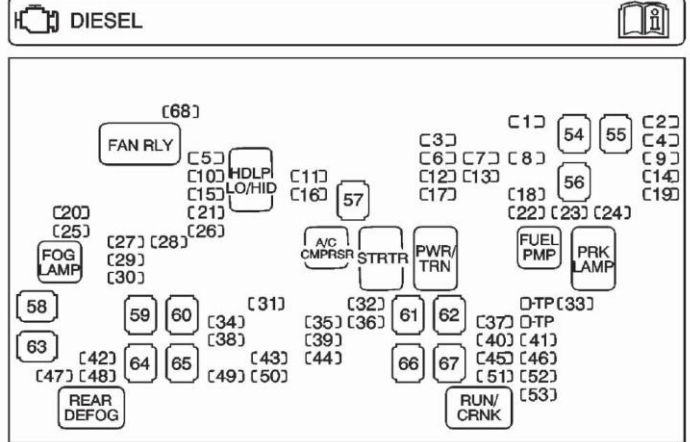 DIESEL
[68]
FAN RLY
[1] 54 55 [2]
[3] [4]
[5] HDLP LO/HID [6] [7] [8] [9]
[10] [11] [12] [13] 56 [14]
[15] [16] 57 [17] [18] [19]
[20] [21] [22] [23] [24]
[25] [26]
[27] [28]
FOG LAMP [29] A/C CMPRSR STRTR PWR/ TRN FUEL PMP PRK LAMP
[30]
58 59 60 [31] [32] 61 62 TP [33]
[34] [35] [36] [37] TP
63 [38] [39] [40] [41]
[42] 64 65 [43] [44] 66 67 [45] [46]
[47] [48] [49] [50] [51] [52]
REAR DEFOG RUN/ CRNK [53]